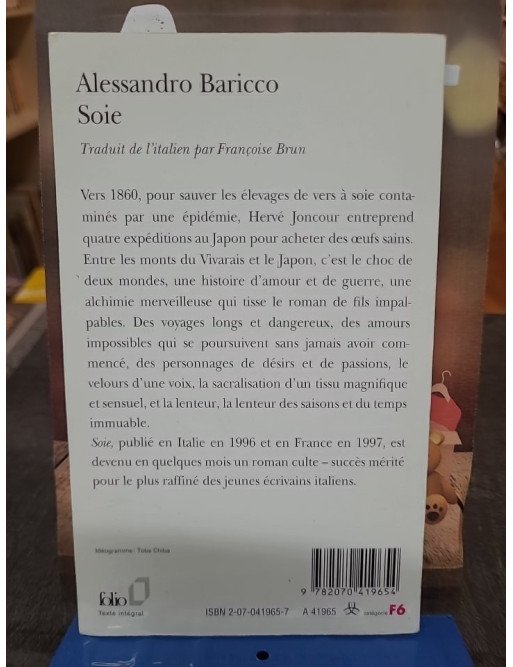 Alessandro Baricco
Soie
Traduit de l'italien par Françoise Brun
Vers 1860, pour sauver les élevages de vers à soie conta-
minés par une épidémie, Hervé Joncour entreprend
quatre expéditions au Japon pour acheter des œufs sains.
Entre les monts du Vivarais et le Japon, c'est le choc de
deux mondes, une histoire d'amour et de guerre, une
alchimie merveilleuse qui tisse le roman de fils impal-
pables. Des voyages longs et dangereux, des amours
impossibles qui se poursuivent sans jamais avoir com-
mencé, des personnages de désirs et de passions, le
velours d'une voix, la sacralisation d'un tissu magnifique
et sensuel, et la lenteur, la lenteur des saisons et du temps
immuable.
Soie, publié en Italie en 1996 et en France en 1997, est
devenu en quelques mois un roman culte – succès mérité
pour le plus raffiné des jeunes écrivains italiens.
Idéogramme : Toba Chiba
9 782070 419654
folio
Texte intégral
ISBN 2-07-041965-7 A 41965 catégorie F6